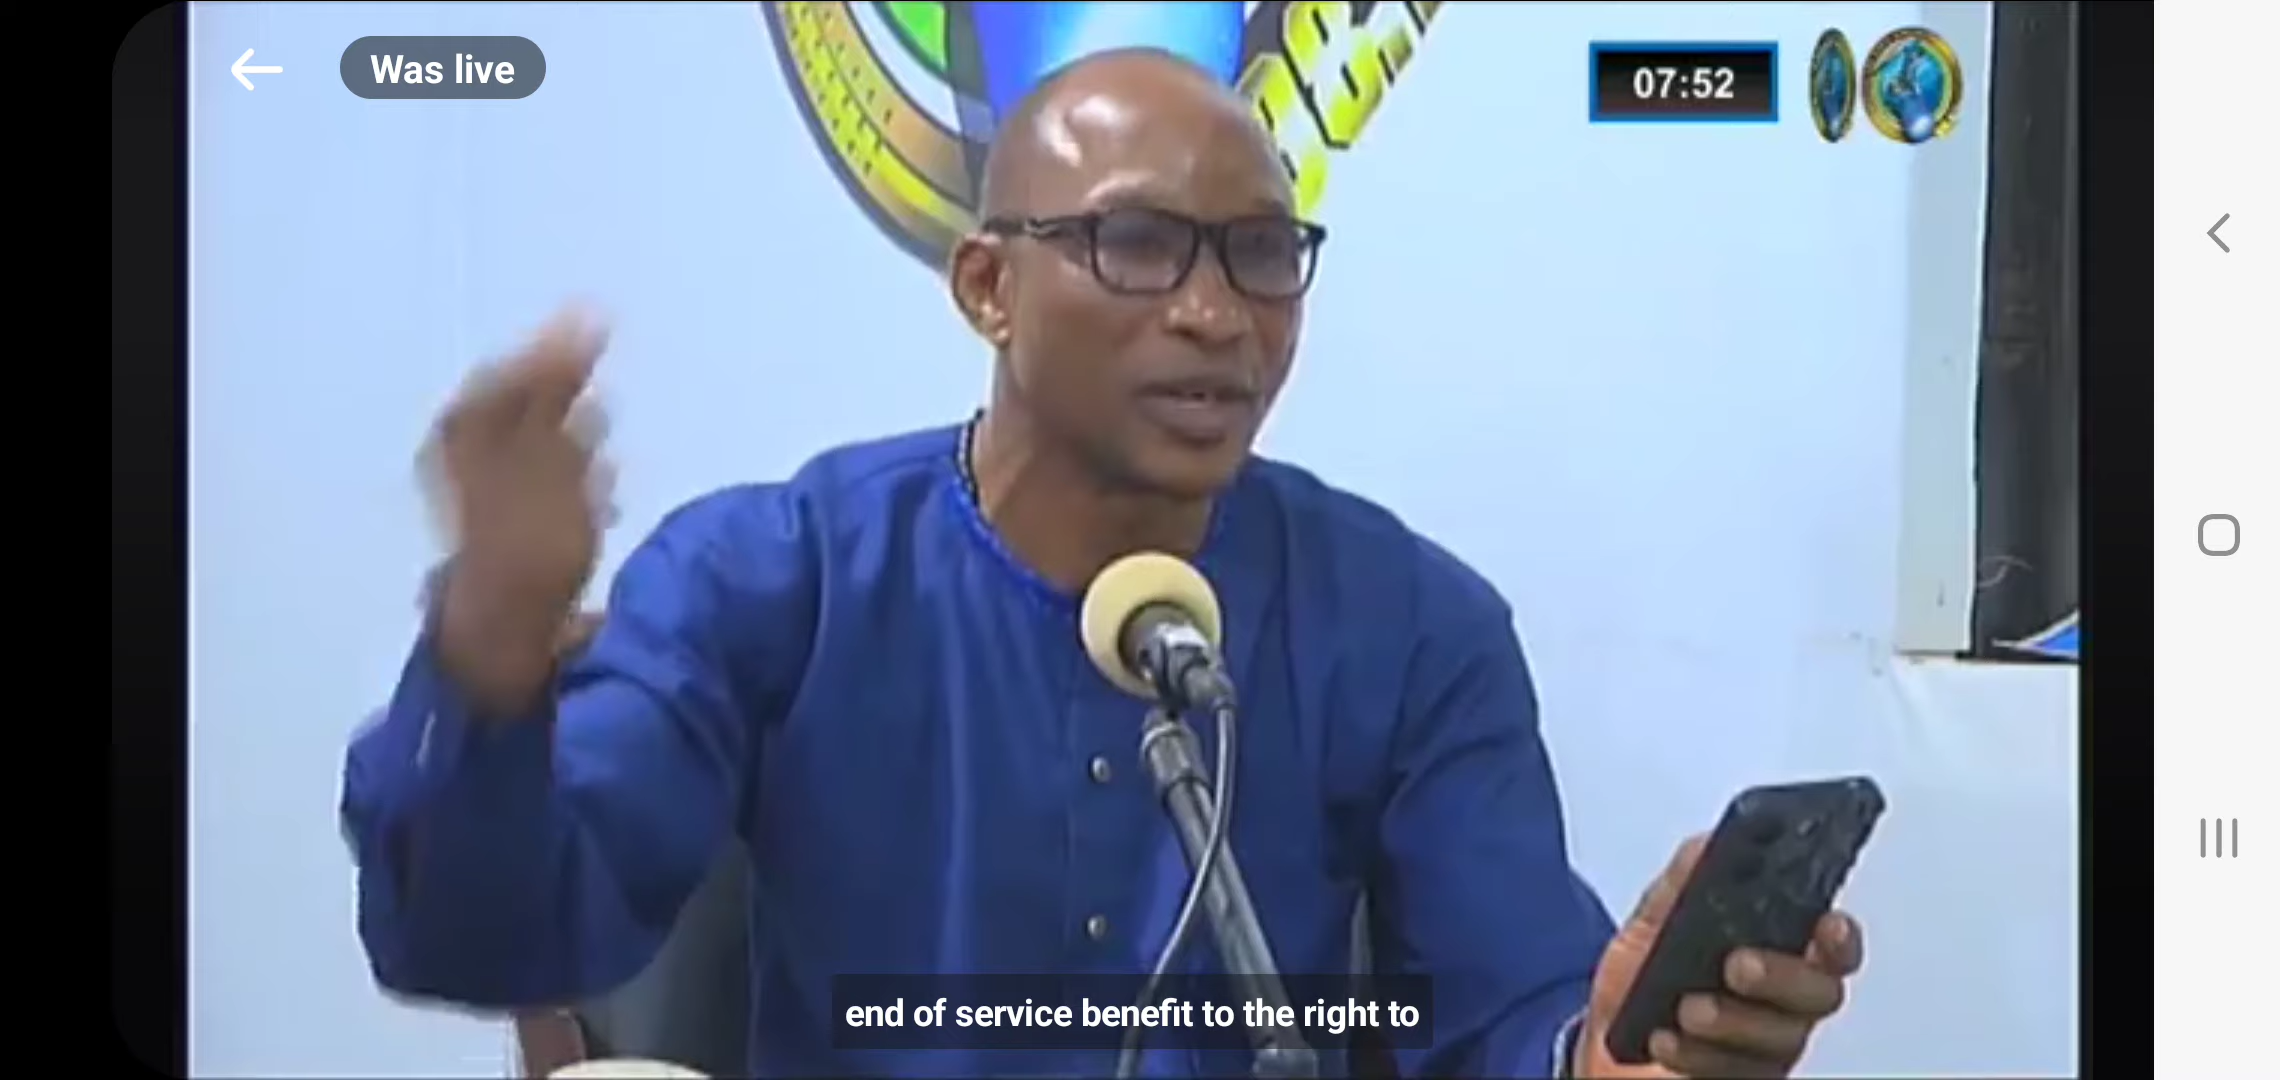 Was live
07:52
end of service benefit to the right to